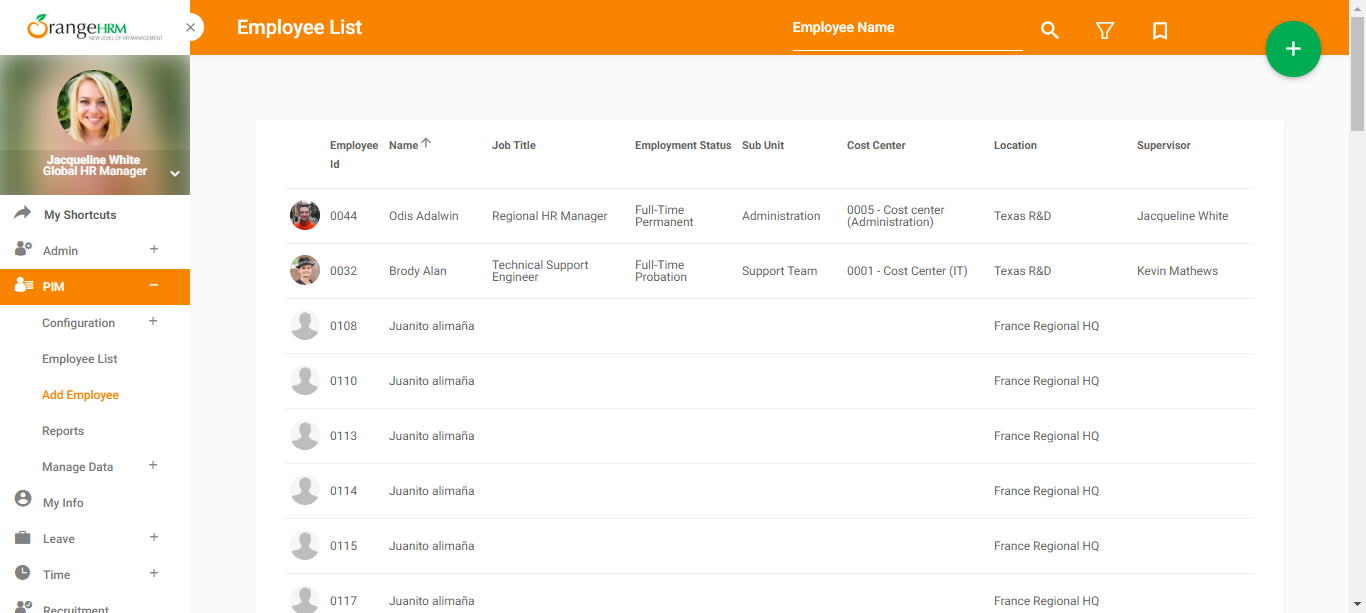 OrangeHRM
NEW LEVEL OF HR MANAGEMENT
Employee List
Employee Name
Jacqueline White
Global HR Manager
My Shortcuts
Admin
PIM
Configuration
Employee List
Add Employee
Reports
Manage Data
My Info
Leave
Time
Recruitment
Employee Id Name Job Title Employment Status Sub Unit Cost Center Location Supervisor
0044 Odis Adalwin Regional HR Manager Full-Time Permanent Administration 0005 - Cost center (Administration) Texas R&D Jacqueline White
0032 Brody Alan Technical Support Engineer Full-Time Probation Support Team 0001 - Cost Center (IT) Texas R&D Kevin Mathews
0108 Juanito alimaña France Regional HQ
0110 Juanito alimaña France Regional HQ
0113 Juanito alimaña France Regional HQ
0114 Juanito alimaña France Regional HQ
0115 Juanito alimaña France Regional HQ
0117 Juanito alimaña France Regional HQ